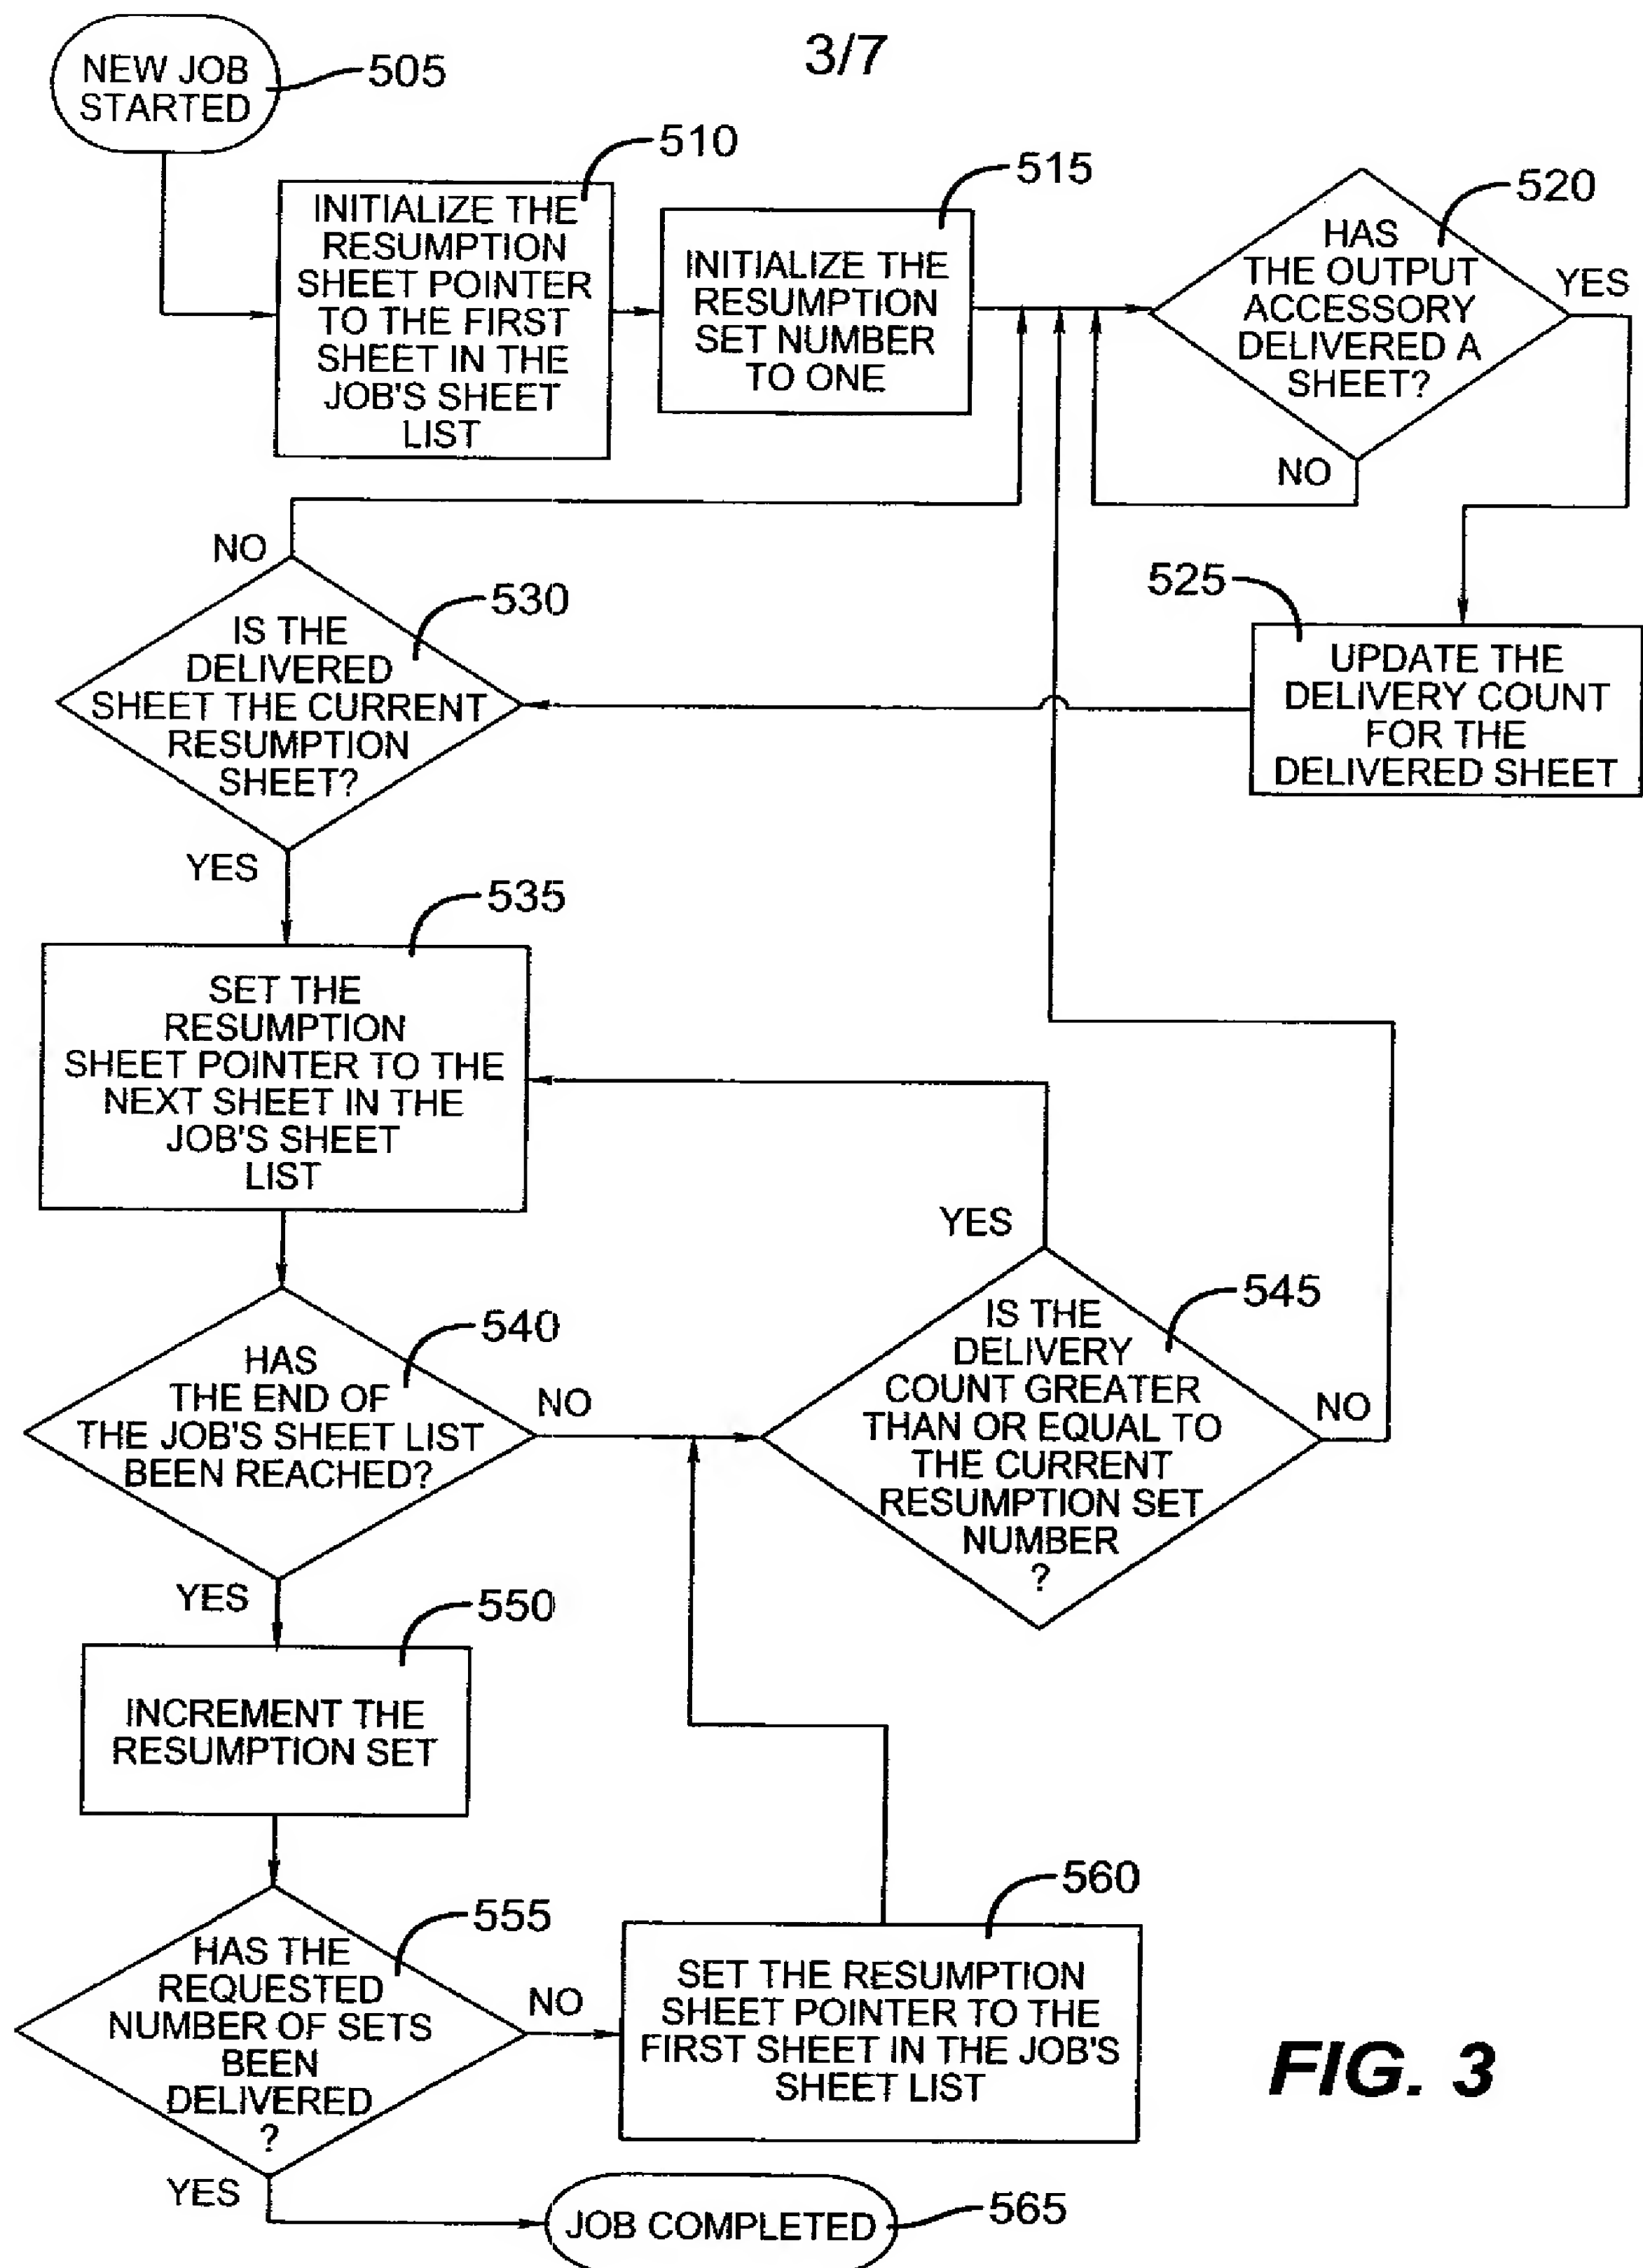 3/7
NEW JOB
STARTED
505
510
INITIALIZE THE
RESUMPTION
SHEET POINTER
TO THE FIRST
SHEET IN THE
JOB'S SHEET
LIST
515
INITIALIZE THE
RESUMPTION
SET NUMBER
TO ONE
520
HAS
THE OUTPUT
ACCESSORY
DELIVERED A
SHEET?
YES
NO
525
UPDATE THE
DELIVERY COUNT
FOR THE
DELIVERED SHEET
NO
530
IS THE
DELIVERED
SHEET THE CURRENT
RESUMPTION
SHEET?
YES
535
SET THE
RESUMPTION
SHEET POINTER TO THE
NEXT SHEET IN THE
JOB'S SHEET
LIST
540
HAS
THE END OF
THE JOB'S SHEET LIST
BEEN REACHED?
NO
YES
YES
545
IS THE
DELIVERY
COUNT GREATER
THAN OR EQUAL TO
THE CURRENT
RESUMPTION SET
NUMBER
?
NO
550
INCREMENT THE
RESUMPTION SET
555
HAS THE
REQUESTED
NUMBER OF SETS
BEEN
DELIVERED
?
NO
YES
560
SET THE RESUMPTION
SHEET POINTER TO THE
FIRST SHEET IN THE JOB'S
SHEET LIST
JOB COMPLETED
565
FIG. 3